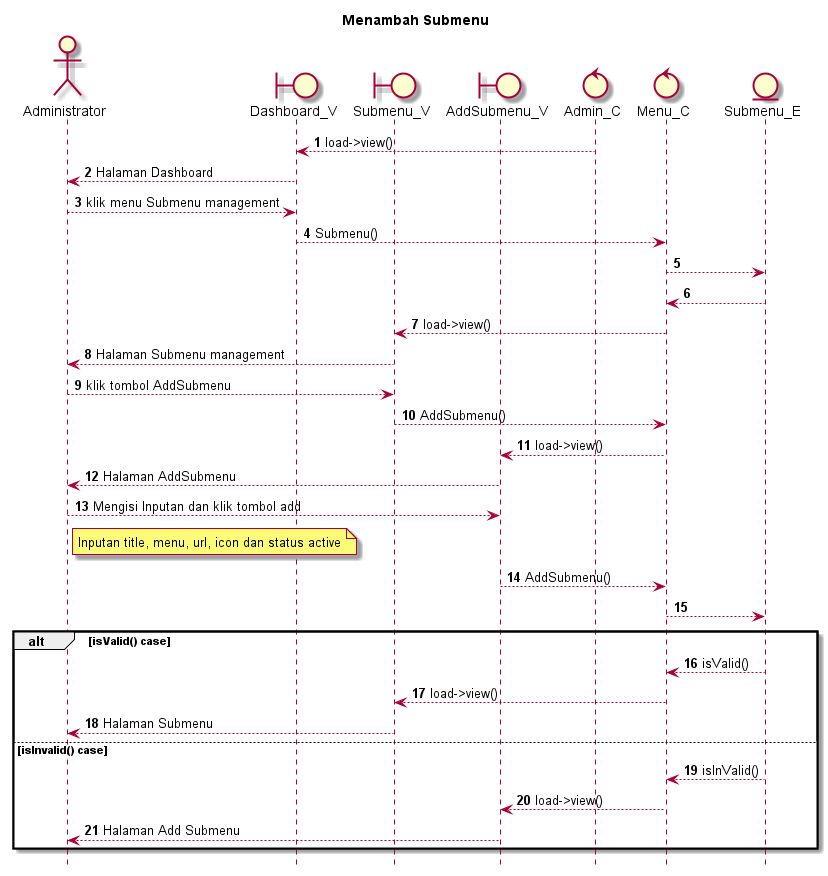 Menambah Submenu
Administrator
Dashboard_V
Submenu_V
AddSubmenu_V
Admin_C
Menu_C
Submenu_E
1 load->view()
2 Halaman Dashboard
3 klik menu Submenu management
4 Submenu()
5
6
7 load->view()
8 Halaman Submenu management
9 klik tombol AddSubmenu
10 AddSubmenu()
11 load->view()
12 Halaman AddSubmenu
13 Mengisi Inputan dan klik tombol add
Inputan title, menu, url, icon dan status active
14 AddSubmenu()
15
alt [isValid() case]
16 isValid()
17 load->view()
18 Halaman Submenu
[isInvalid() case]
19 isInValid()
20 load->view()
21 Halaman Add Submenu